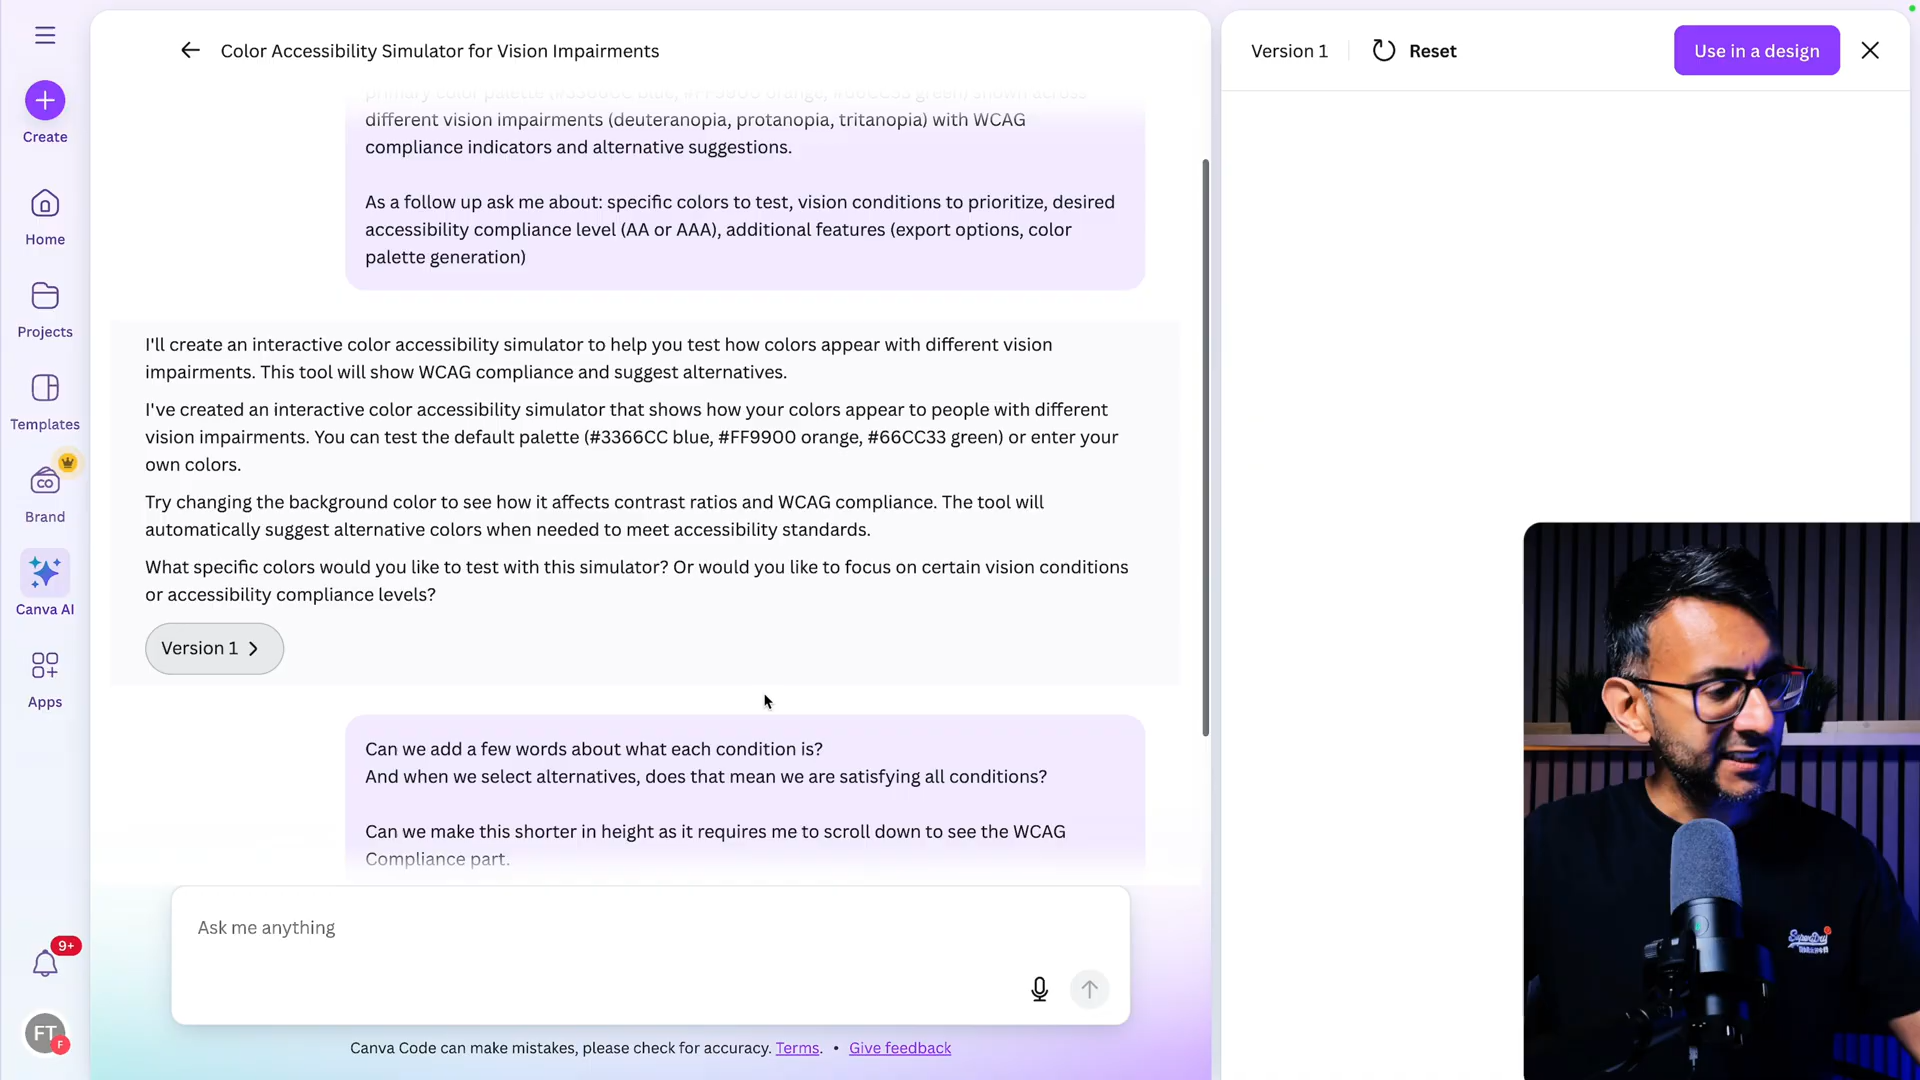 Color Accessibility Simulator for Vision Impairments
Version 1
Reset
Use in a design
Create
Home
Projects
Templates
CO
Brand
Canva AI
Apps
9+
FT
F
primary color palette (#3366CC blue, #FF9900 orange, #66CC33 green) shown across
different vision impairments (deuteranopia, protanopia, tritanopia) with WCAG
compliance indicators and alternative suggestions.
As a follow up ask me about: specific colors to test, vision conditions to prioritize, desired
accessibility compliance level (AA or AAA), additional features (export options, color
palette generation)
I'll create an interactive color accessibility simulator to help you test how colors appear with different vision
impairments. This tool will show WCAG compliance and suggest alternatives.
I've created an interactive color accessibility simulator that shows how your colors appear to people with different
vision impairments. You can test the default palette (#3366CC blue, #FF9900 orange, #66CC33 green) or enter your
own colors.
Try changing the background color to see how it affects contrast ratios and WCAG compliance. The tool will
automatically suggest alternative colors when needed to meet accessibility standards.
What specific colors would you like to test with this simulator? Or would you like to focus on certain vision conditions
or accessibility compliance levels?
Version 1
Can we add a few words about what each condition is?
And when we select alternatives, does that mean we are satisfying all conditions?
Can we make this shorter in height as it requires me to scroll down to see the WCAG
Compliance part.
Ask me anything
Canva Code can make mistakes, please check for accuracy. Terms. • Give feedback